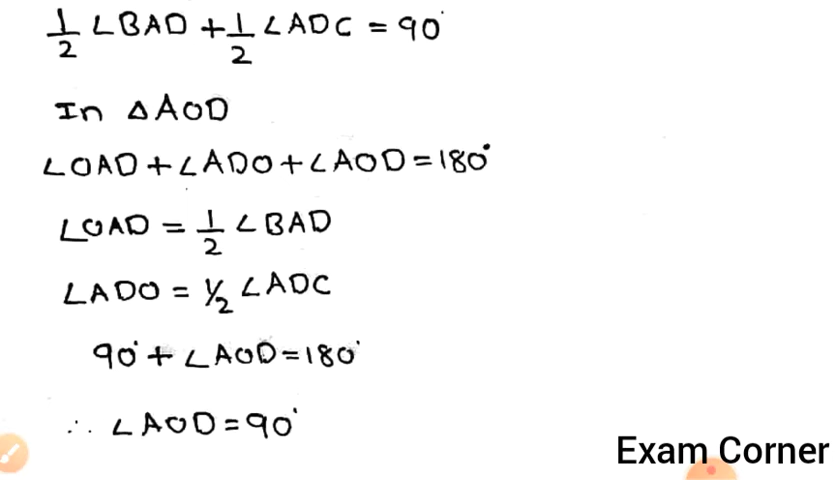 1/2 ∠BAD + 1/2 ∠ADC = 90°
In △AOD
∠OAD + ∠ADO + ∠AOD = 180°
∠OAD = 1/2 ∠BAD
∠ADO = 1/2 ∠ADC
90° + ∠AOD = 180°
∴ ∠AOD = 90°
Exam Corner